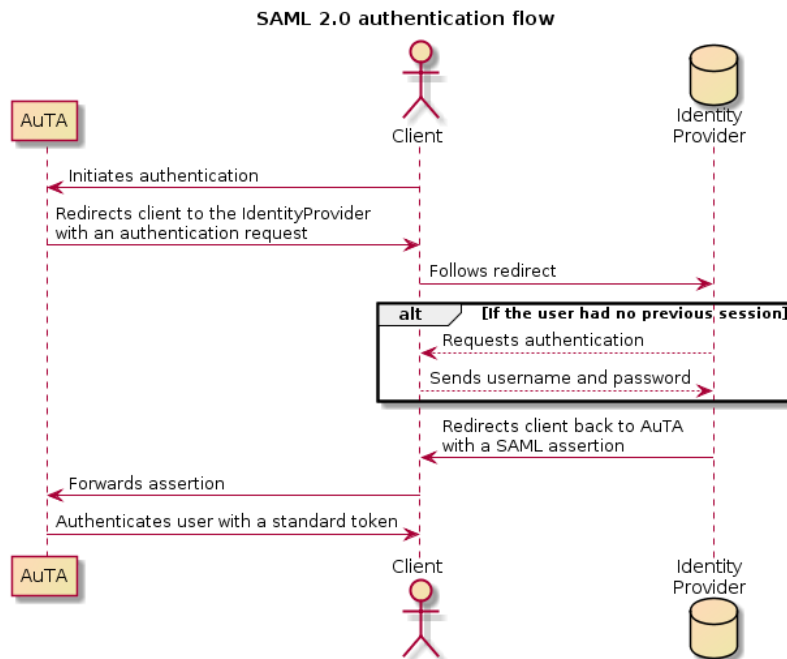 SAML 2.0 authentication flow
AuTA
Client
Identity
Provider
Initiates authentication
Redirects client to the IdentityProvider
with an authentication request
Follows redirect
alt
[If the user had no previous session]
Requests authentication
Sends username and password
Redirects client back to AuTA
with a SAML assertion
Forwards assertion
Authenticates user with a standard token
AuTA
Client
Identity
Provider